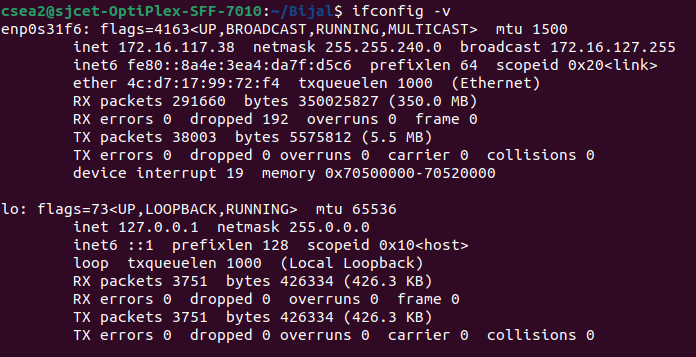 csea2@sjcet-OptiPlex-SFF-7010:~/Bijal$ ifconfig -v
enp0s31f6: flags=4163<UP,BROADCAST,RUNNING,MULTICAST>  mtu 1500
        inet 172.16.117.38  netmask 255.255.240.0  broadcast 172.16.127.255
        inet6 fe80::8a4e:3ea4:da7f:d5c6  prefixlen 64  scopeid 0x20<link>
        ether 4c:d7:17:99:72:f4  txqueuelen 1000  (Ethernet)
        RX packets 291660  bytes 350025827 (350.0 MB)
        RX errors 0  dropped 192  overruns 0  frame 0
        TX packets 38003  bytes 5575812 (5.5 MB)
        TX errors 0  dropped 0 overruns 0  carrier 0  collisions 0
        device interrupt 19  memory 0x70500000-70520000

lo: flags=73<UP,LOOPBACK,RUNNING>  mtu 65536
        inet 127.0.0.1  netmask 255.0.0.0
        inet6 ::1  prefixlen 128  scopeid 0x10<host>
        loop  txqueuelen 1000  (Local Loopback)
        RX packets 3751  bytes 426334 (426.3 KB)
        RX errors 0  dropped 0  overruns 0  frame 0
        TX packets 3751  bytes 426334 (426.3 KB)
        TX errors 0  dropped 0 overruns 0  carrier 0  collisions 0